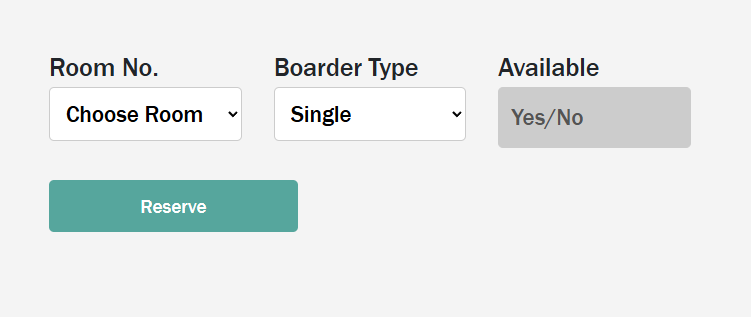 Room No.
Boarder Type
Available
Choose Room
Single
Yes/No
Reserve